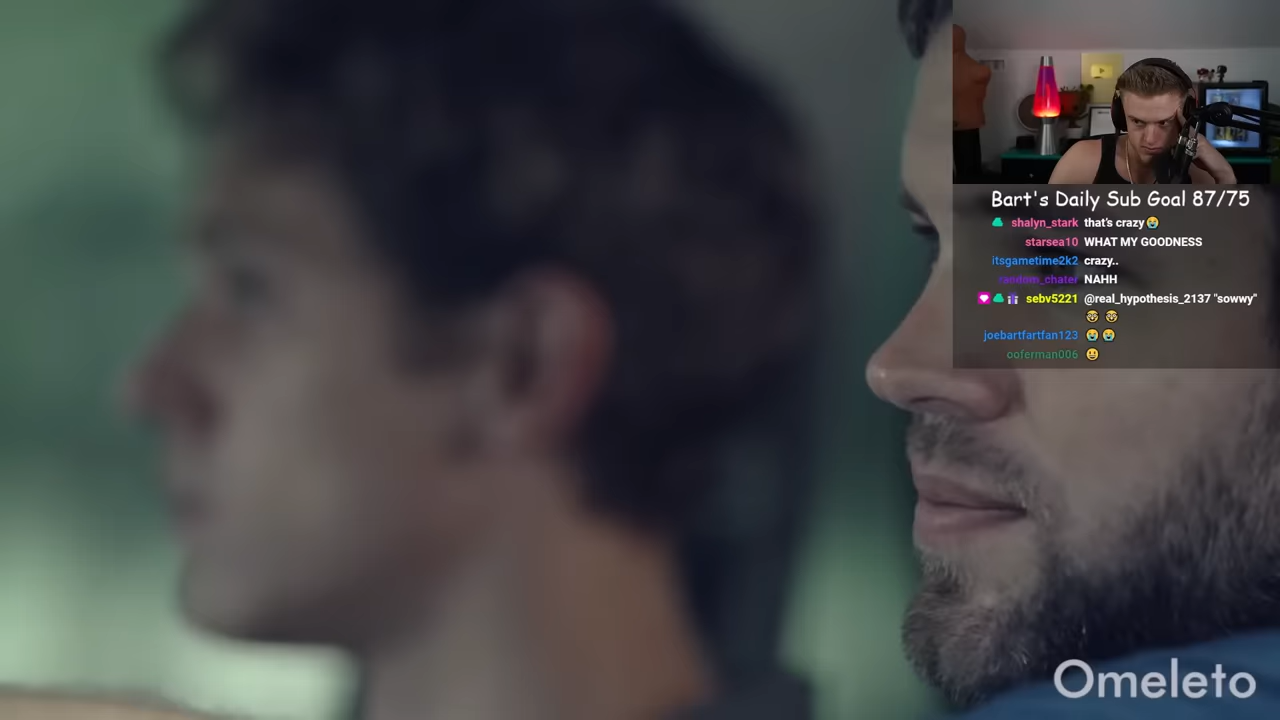 Bart's Daily Sub Goal 87/75
shalyn_stark that's crazy😭
starsea10 WHAT MY GOODNESS
itsgametime2k2 crazy..
random_chater NAHH
sebv5221 @real_hypothesis_2137 "sowwy"
🤓 🤓
joebartfartfan123 😭 😭
ooferman006 😃
Omeleto